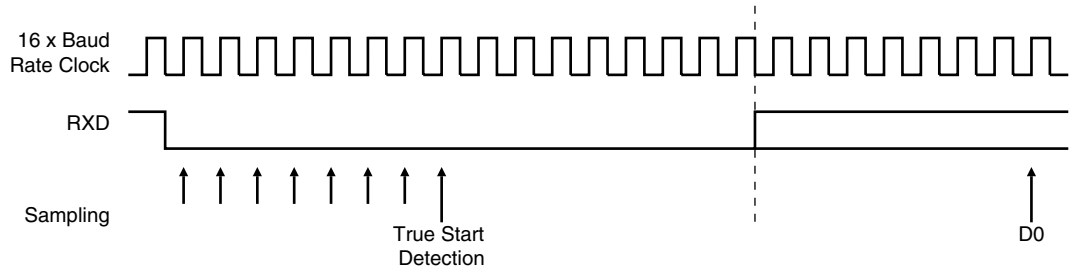 16 x Baud
Rate Clock
RXD
Sampling
True Start
Detection
D0